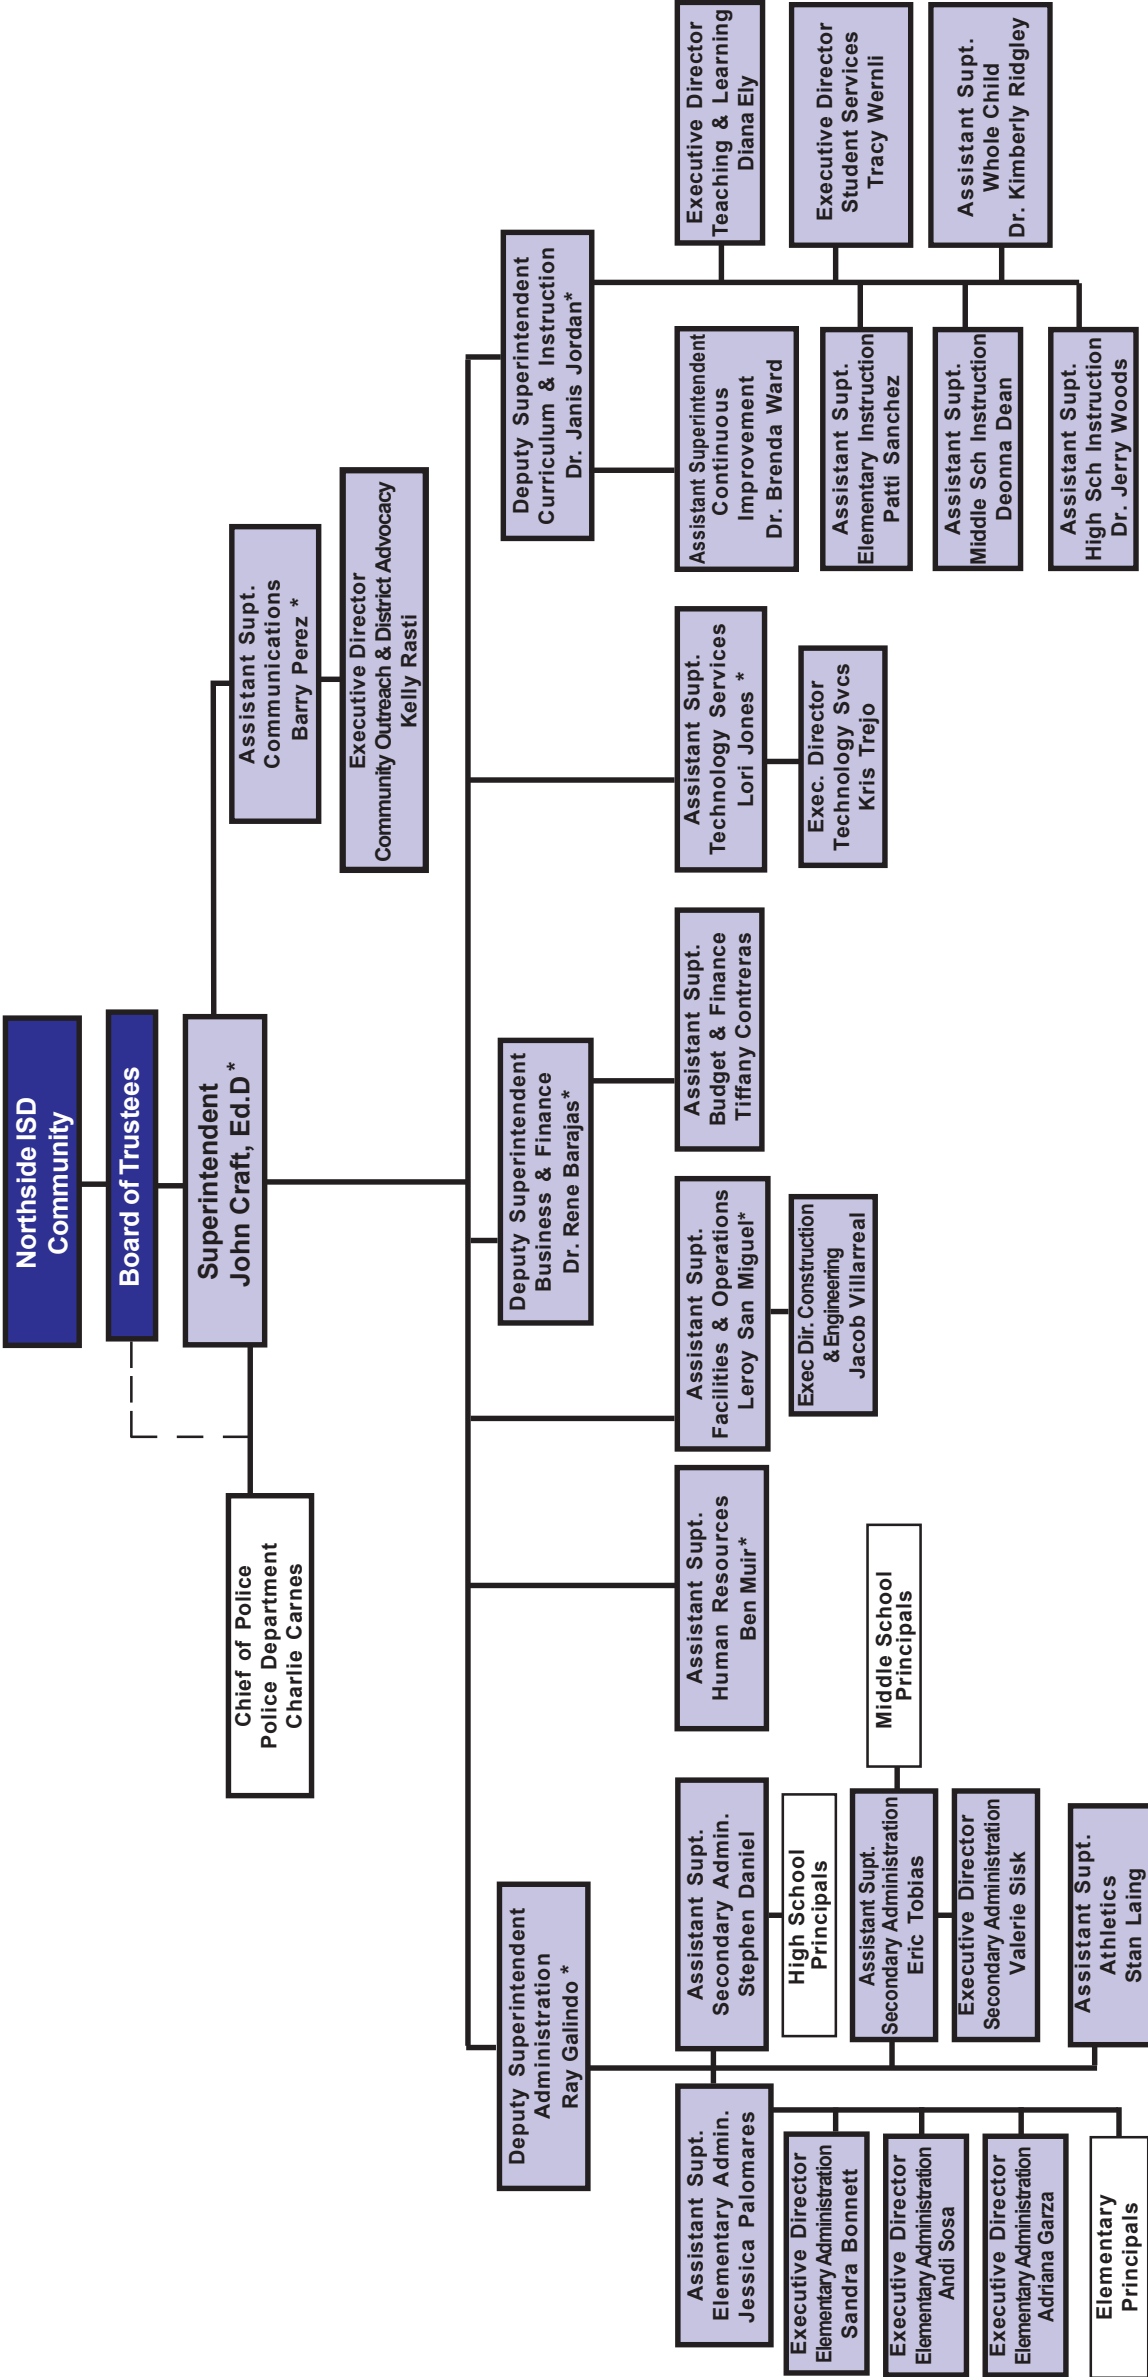 Northside ISD
Community
Board of Trustees
Superintendent
John Craft, Ed.D *
Chief of Police
Police Department
Charlie Carnes
Assistant Supt.
Communications
Barry Perez *
Executive Director
Community Outreach & District Advocacy
Kelly Rasti
Deputy Superintendent
Administration
Ray Galindo *
Deputy Superintendent
Business & Finance
Dr. Rene Barajas*
Deputy Superintendent
Curriculum & Instruction
Dr. Janis Jordan*
Assistant Supt.
Elementary Admin.
Jessica Palomares
Executive Director
Elementary Administration
Sandra Bonnett
Executive Director
Elementary Administration
Andi Sosa
Executive Director
Elementary Administration
Adriana Garza
Elementary
Principals
Assistant Supt.
Secondary Admin.
Stephen Daniel
High School
Principals
Assistant Supt.
Secondary Administration
Eric Tobias
Middle School
Principals
Executive Director
Secondary Administration
Valerie Sisk
Assistant Supt.
Athletics
Stan Laing
Assistant Supt.
Human Resources
Ben Muir*
Assistant Supt.
Facilities & Operations
Leroy San Miguel*
Exec Dir. Construction
& Engineering
Jacob Villarreal
Assistant Supt.
Budget & Finance
Tiffany Contreras
Assistant Supt.
Technology Services
Lori Jones *
Exec. Director
Technology Svcs
Kris Trejo
Assistant Superintendent
Continuous
Improvement
Dr. Brenda Ward
Assistant Supt.
Elementary Instruction
Patti Sanchez
Assistant Supt.
Middle Sch Instruction
Deonna Dean
Assistant Supt.
High Sch Instruction
Dr. Jerry Woods
Executive Director
Teaching & Learning
Diana Ely
Executive Director
Student Services
Tracy Wernli
Assistant Supt.
Whole Child
Dr. Kimberly Ridgley